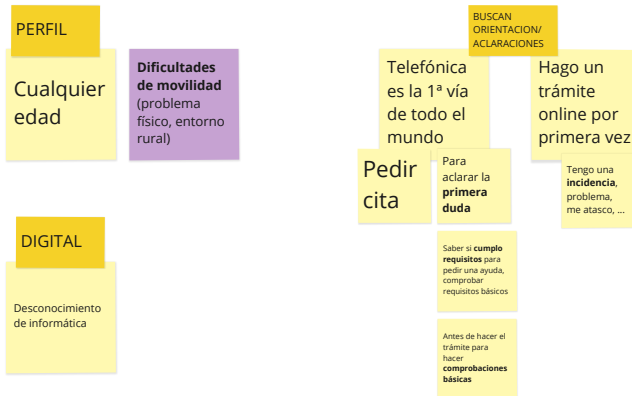 PERFIL
Cualquier
edad
Dificultades
de movilidad
(problema
físico, entorno
rural)
DIGITAL
Desconocimiento
de informática
BUSCAN
ORIENTACION/
ACLARACIONES
Telefónica
es la 1ª vía
de todo el
mundo
Hago un
trámite
online por
primera vez
Pedir
cita
Para
aclarar la
primera
duda
Tengo una
incidencia,
problema,
me atasco, ...
Saber si cumplo
requisitos para
pedir una ayuda,
comprobar
requisitos básicos
Antes de hacer el
trámite para
hacer
comprobaciones
básicas